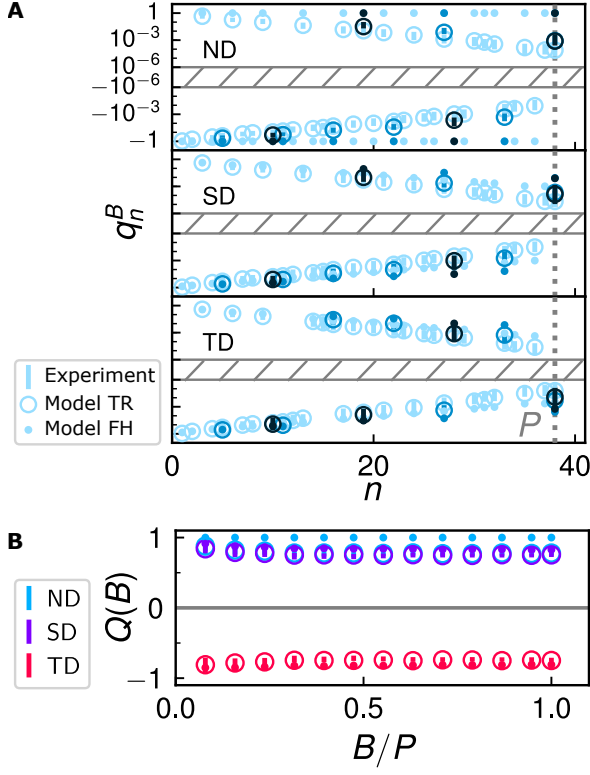 A
1
10^{-3}
10^{-6}
-10^{-6}
-10^{-3}
-1
ND
SD
TD
q_n^B
Experiment
Model TR
Model FH
P
0
20
40
n
B
1
0
-1
Q(B)
ND
SD
TD
0.0
0.5
1.0
B/P